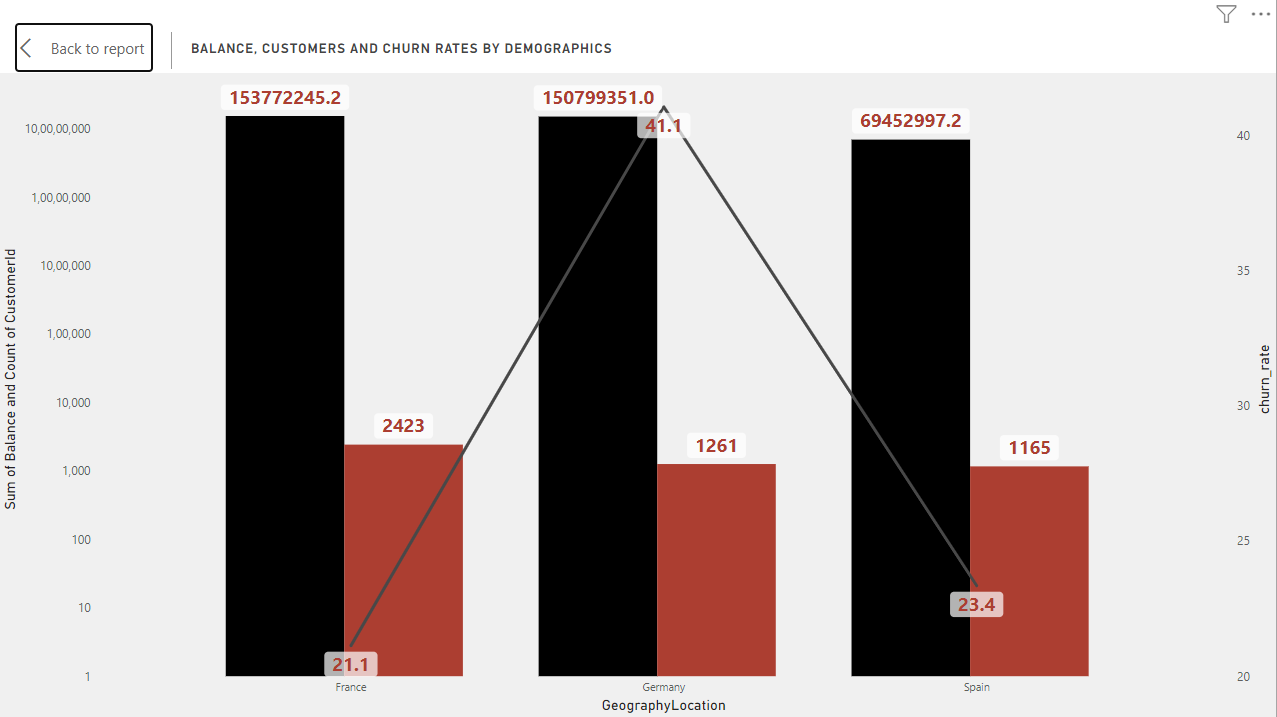 Back to report
BALANCE, CUSTOMERS AND CHURN RATES BY DEMOGRAPHICS
153772245.2
150799351.0
69452997.2
41.1
2423
1261
1165
21.1
23.4
10,00,00,000
1,00,00,000
10,00,000
1,00,000
10,000
1,000
100
10
1
Sum of Balance and Count of CustomerId
40
35
30
25
20
churn_rate
France
Germany
Spain
GeographyLocation